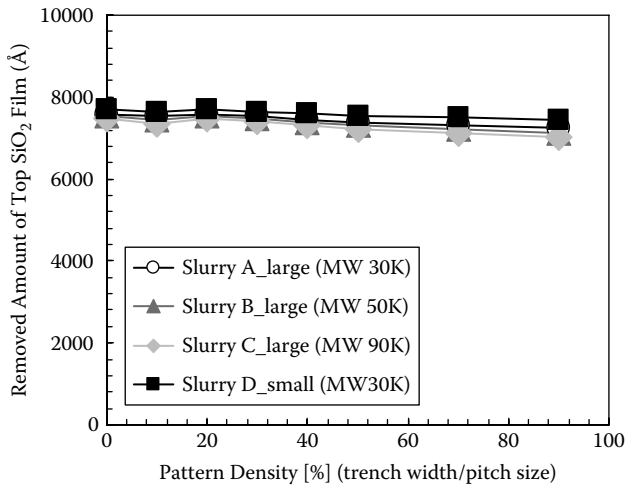 10000
8000
6000
4000
2000
0
Removed Amount of Top SiO₂ Film (Å)
Slurry A_large (MW 30K)
Slurry B_large (MW 50K)
Slurry C_large (MW 90K)
Slurry D_small (MW30K)
0 20 40 60 80 100
Pattern Density [%] (trench width/pitch size)